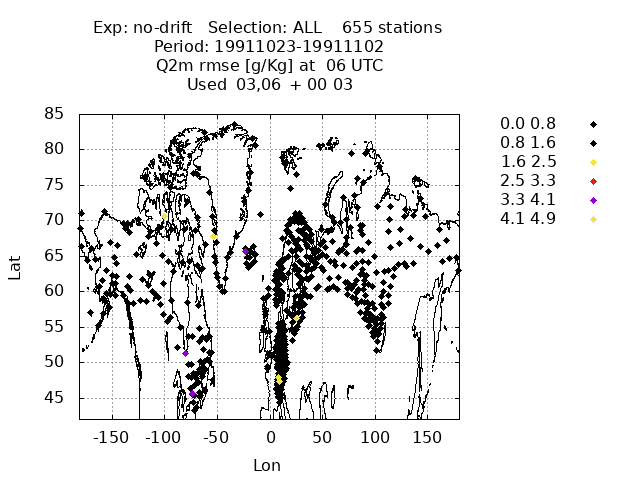 Exp: no-drift Selection: ALL 655 stations
Period: 19911023-19911102
Q2m rmse [g/Kg] at 06 UTC
Used 03,06 + 00 03
85
80
75
70
65
60
55
50
45
Lat
-150 -100 -50 0 50 100 150
Lon
0.0 0.8
0.8 1.6
1.6 2.5
2.5 3.3
3.3 4.1
4.1 4.9